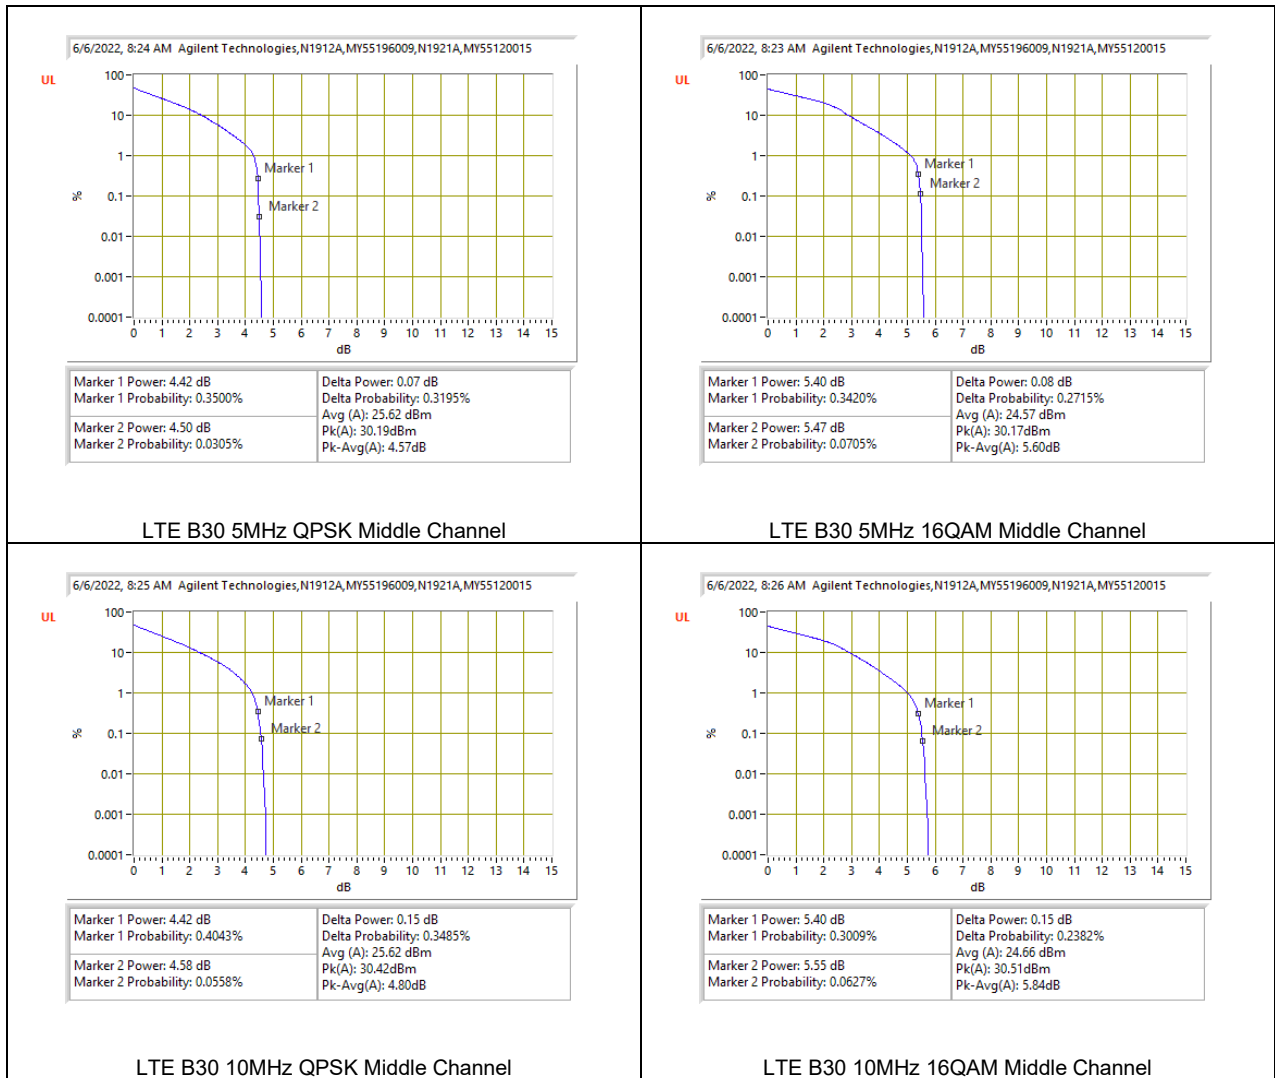 6/6/2022, 8:24 AM Agilent Technologies,N1912A,MY55196009,N1921A,MY55120015
UL
100
10
1
0.1
0.01
0.001
0.0001
%
Marker 1
Marker 2
0 1 2 3 4 5 6 7 8 9 10 11 12 13 14 15
dB
Marker 1 Power: 4.42 dB
Marker 1 Probability: 0.3500%
Marker 2 Power: 4.50 dB
Marker 2 Probability: 0.0305%
Delta Power: 0.07 dB
Delta Probability: 0.3195%
Avg (A): 25.62 dBm
Pk(A): 30.19dBm
Pk-Avg(A): 4.57dB
LTE B30 5MHz QPSK Middle Channel
6/6/2022, 8:23 AM Agilent Technologies,N1912A,MY55196009,N1921A,MY55120015
UL
100
10
1
0.1
0.01
0.001
0.0001
%
Marker 1
Marker 2
0 1 2 3 4 5 6 7 8 9 10 11 12 13 14 15
dB
Marker 1 Power: 5.40 dB
Marker 1 Probability: 0.3420%
Marker 2 Power: 5.47 dB
Marker 2 Probability: 0.0705%
Delta Power: 0.08 dB
Delta Probability: 0.2715%
Avg (A): 24.57 dBm
Pk(A): 30.17dBm
Pk-Avg(A): 5.60dB
LTE B30 5MHz 16QAM Middle Channel
6/6/2022, 8:25 AM Agilent Technologies,N1912A,MY55196009,N1921A,MY55120015
UL
100
10
1
0.1
0.01
0.001
0.0001
%
Marker 1
Marker 2
0 1 2 3 4 5 6 7 8 9 10 11 12 13 14 15
dB
Marker 1 Power: 4.42 dB
Marker 1 Probability: 0.4043%
Marker 2 Power: 4.58 dB
Marker 2 Probability: 0.0558%
Delta Power: 0.15 dB
Delta Probability: 0.3485%
Avg (A): 25.62 dBm
Pk(A): 30.42dBm
Pk-Avg(A): 4.80dB
LTE B30 10MHz QPSK Middle Channel
6/6/2022, 8:26 AM Agilent Technologies,N1912A,MY55196009,N1921A,MY55120015
UL
100
10
1
0.1
0.01
0.001
0.0001
%
Marker 1
Marker 2
0 1 2 3 4 5 6 7 8 9 10 11 12 13 14 15
dB
Marker 1 Power: 5.40 dB
Marker 1 Probability: 0.3009%
Marker 2 Power: 5.55 dB
Marker 2 Probability: 0.0627%
Delta Power: 0.15 dB
Delta Probability: 0.2382%
Avg (A): 24.66 dBm
Pk(A): 30.51dBm
Pk-Avg(A): 5.84dB
LTE B30 10MHz 16QAM Middle Channel